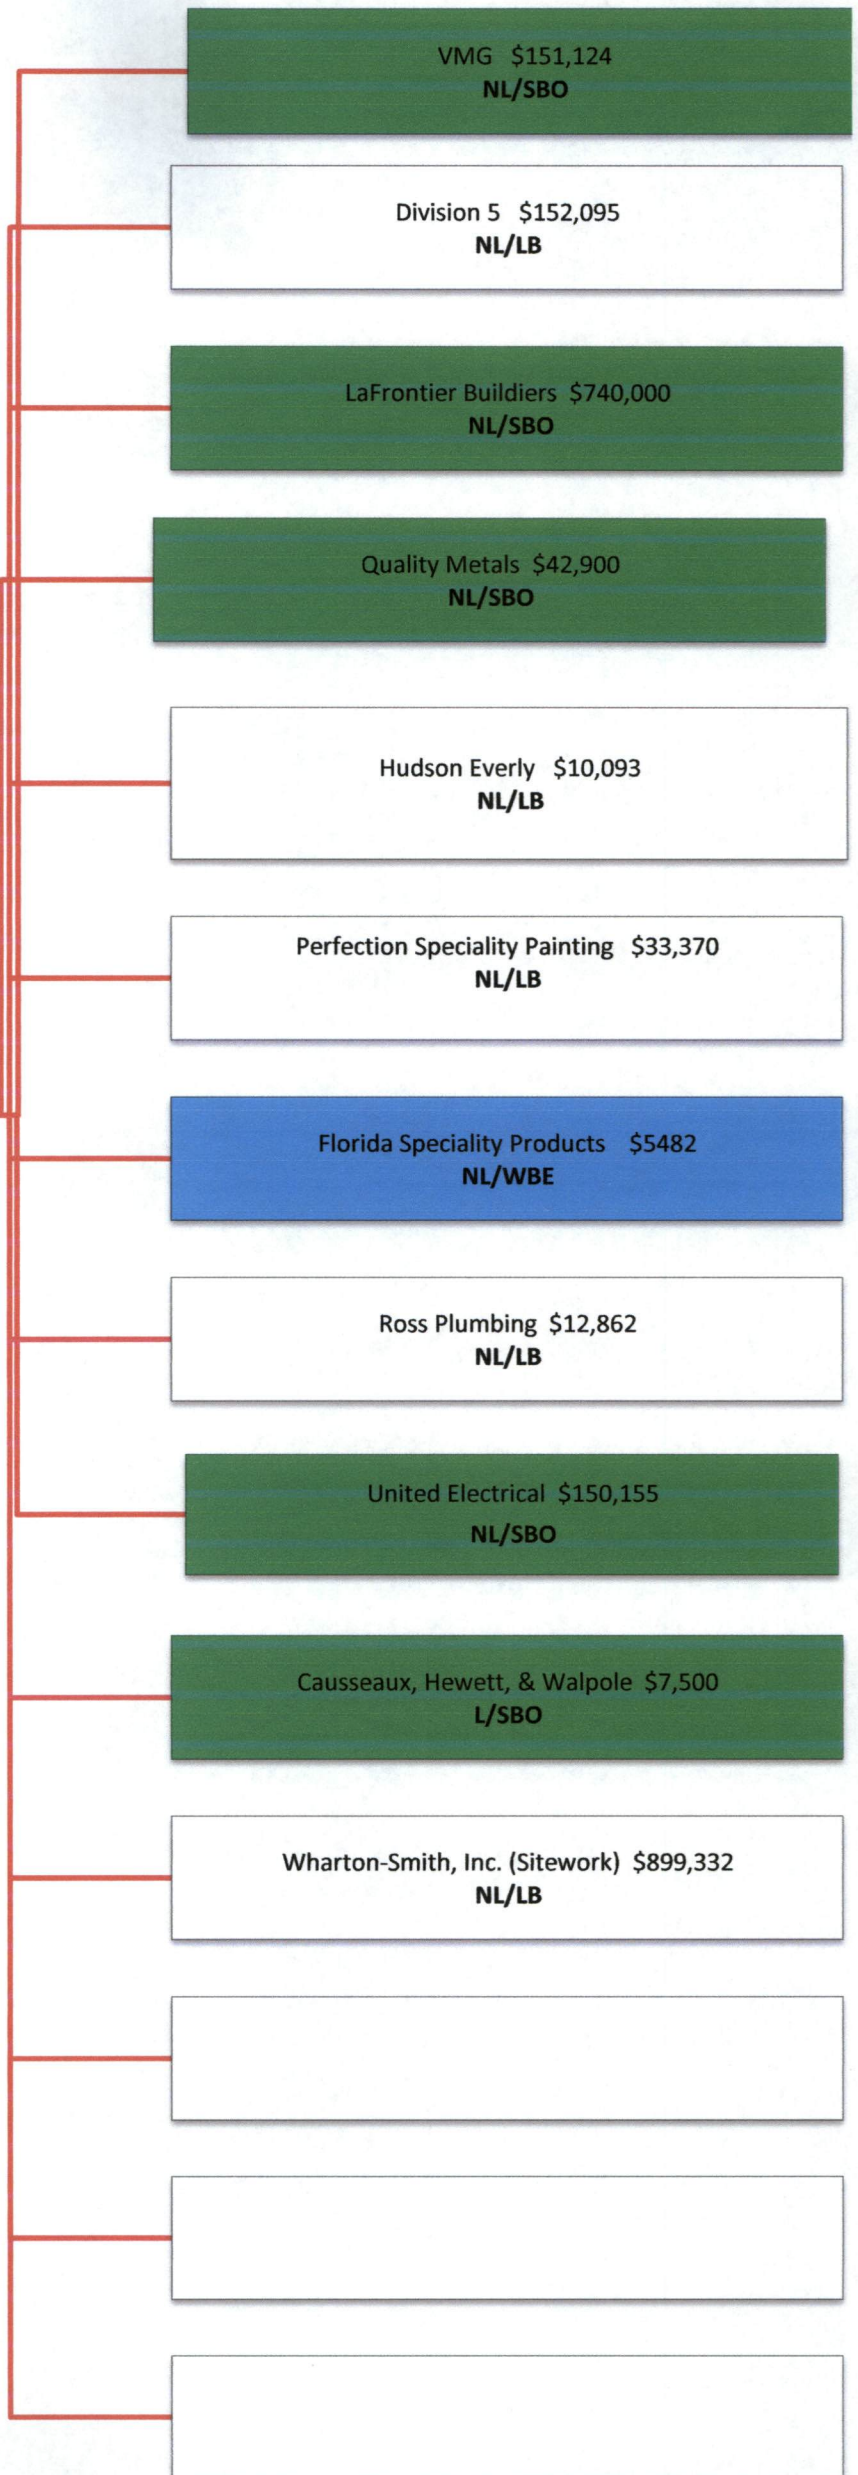 VMG $151,124
NL/SBO
Division 5 $152,095
NL/LB
LaFrontier Buildiers $740,000
NL/SBO
Quality Metals $42,900
NL/SBO
Hudson Everly $10,093
NL/LB
Perfection Speciality Painting $33,370
NL/LB
Florida Speciality Products $5482
NL/WBE
Ross Plumbing $12,862
NL/LB
United Electrical $150,155
NL/SBO
Causseaux, Hewett, & Walpole $7,500
L/SBO
Wharton-Smith, Inc. (Sitework) $899,332
NL/LB